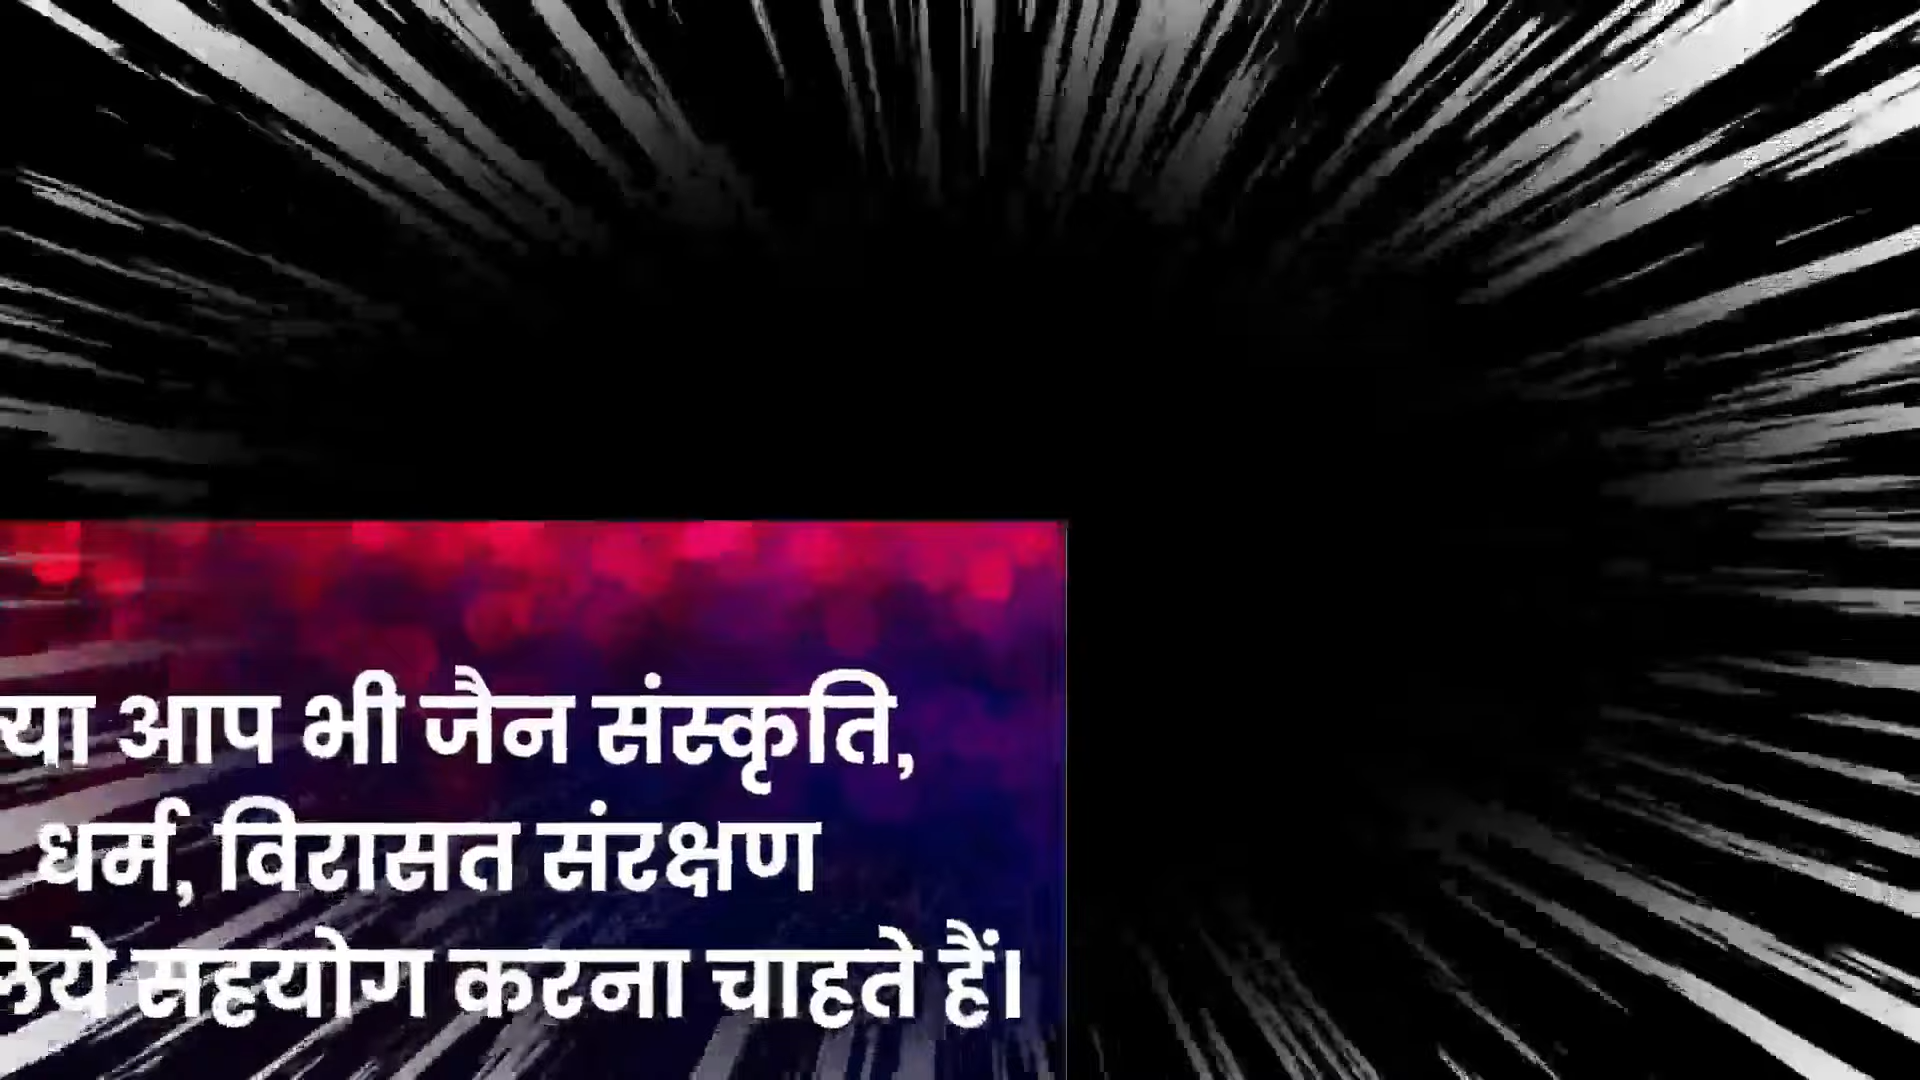 आप भी जैन संस्कृति,
धर्म, विरासत संरक्षण
सहयोग करना चाहते हैं।